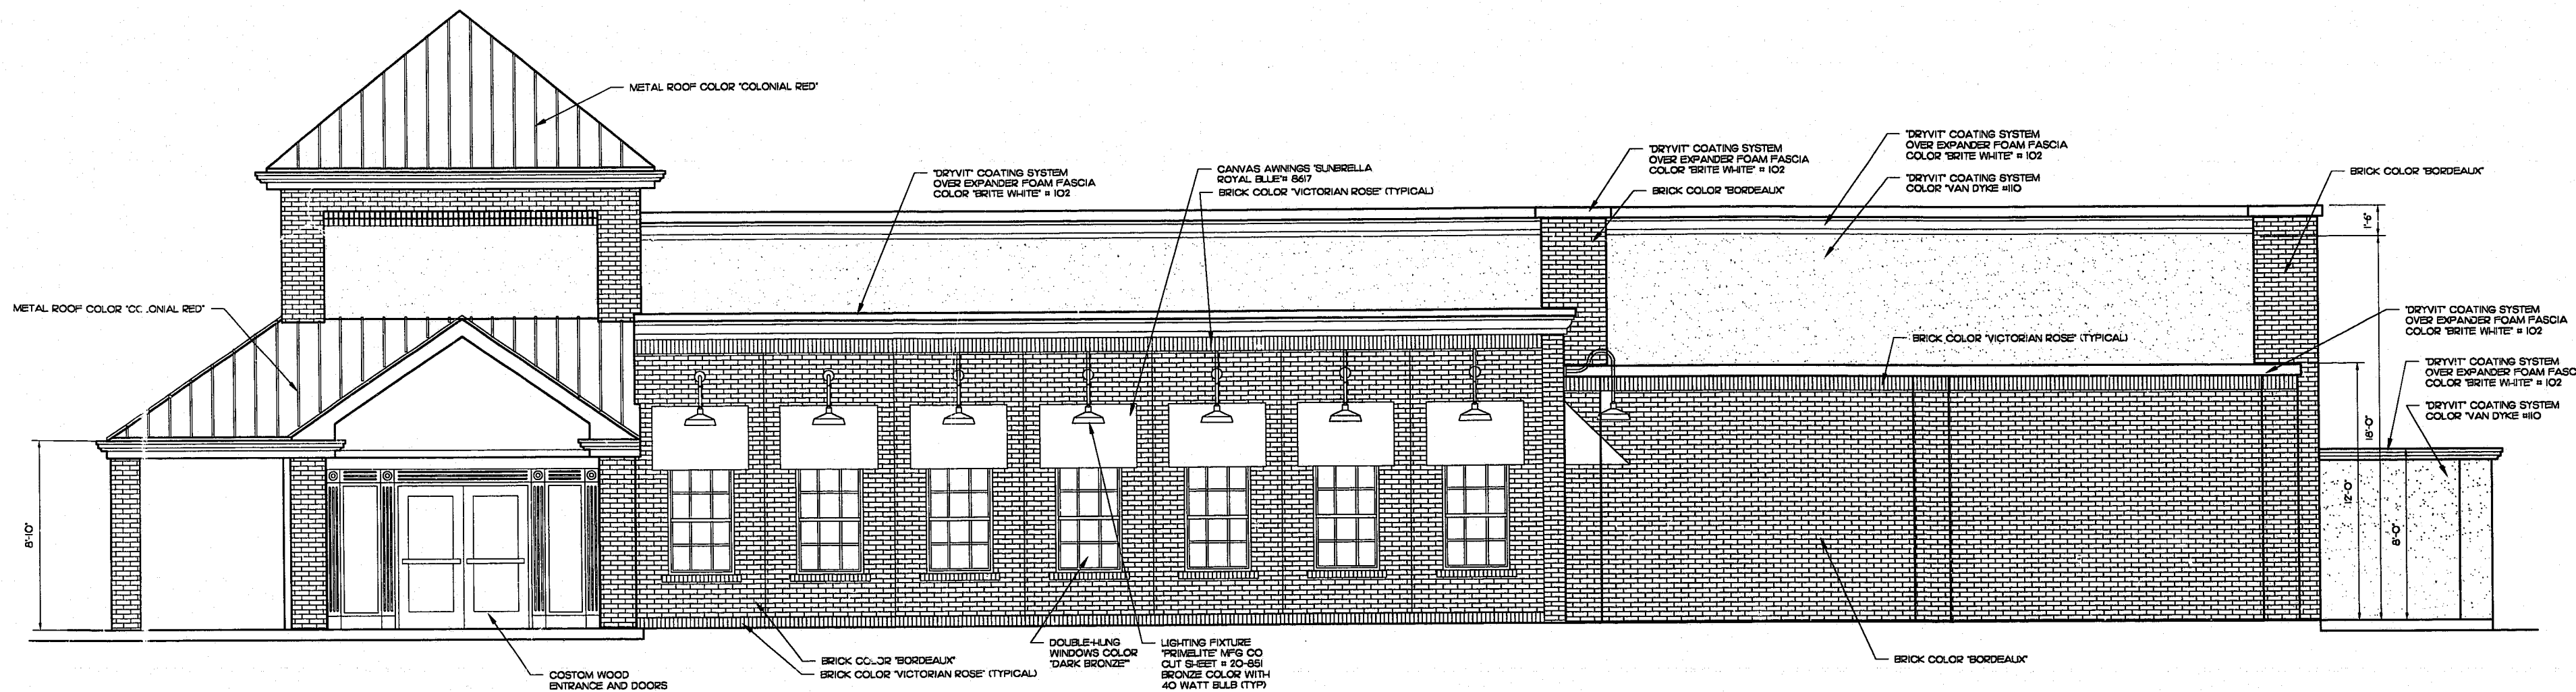 METAL ROOF COLOR "COLONIAL RED"
"DRYVIT" COATING SYSTEM
OVER EXPANDER FOAM FASCIA
COLOR "BRITE WHITE" # 102
CANVAS AWNINGS "SUNBRELLA
ROYAL BLUE"# 8617
BRICK COLOR "VICTORIAN ROSE" (TYPICAL)
"DRYVIT" COATING SYSTEM
OVER EXPANDER FOAM FASCIA
COLOR "BRITE WHITE" # 102
BRICK COLOR "BORDEAUX"
"DRYVIT" COATING SYSTEM
OVER EXPANDER FOAM FASCIA
COLOR "BRITE WHITE" # 102
"DRYVIT" COATING SYSTEM
COLOR "VAN DYKE #110
BRICK COLOR "BORDEAUX"
1'-6"
METAL ROOF COLOR "CO .ONIAL RED"
"DRYVIT" COATING SYSTEM
OVER EXPANDER FOAM FASCIA
COLOR "BRITE WHITE" # 102
BRICK COLOR "VICTORIAN ROSE" (TYPICAL)
"DRYVIT" COATING SYSTEM
OVER EXPANDER FOAM FASC
COLOR "BRITE WHITE" # 102
"DRYVIT" COATING SYSTEM
COLOR "VAN DYKE #110
18'-0"
12'-0"
8'-0"
8'-10"
COSTOM WOOD
ENTRANCE AND DOORS
BRICK COLOR "BORDEAUX"
BRICK COLOR "VICTORIAN ROSE" (TYPICAL)
DOUBLE-HUNG
WINDOWS COLOR
"DARK BRONZE"
LIGHTING FIXTURE
"PRIMELITE" MFG CO
CUT SHEET # 20-851
BRONZE COLOR WITH
40 WATT BULB (TYP)
BRICK COLOR "BORDEAUX"